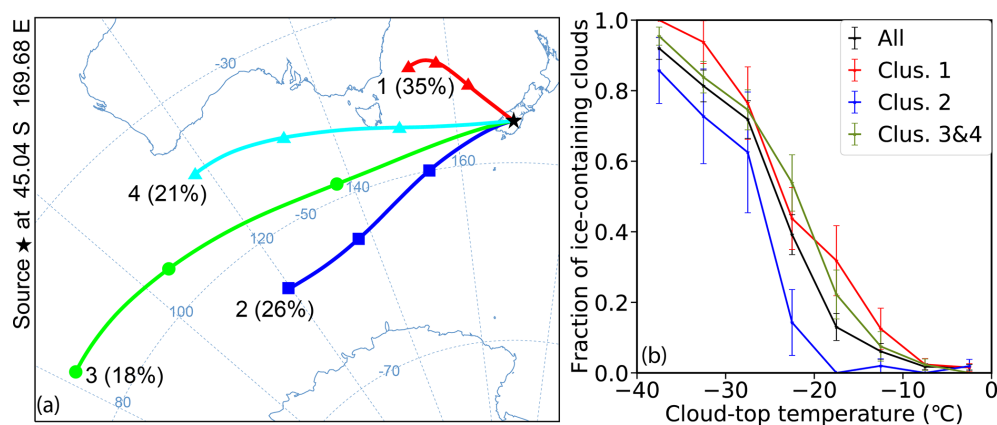 Source ★ at 45.04 S 169.68 E
-30
1 (35%)
4 (21%)
160
140
-50
120
2 (26%)
100
3 (18%)
-70
80
(a)
Fraction of ice-containing clouds
1.0
0.8
0.6
0.4
0.2
0.0
All
Clus. 1
Clus. 2
Clus. 3&4
(b)
−40
−30
−20
−10
0
Cloud-top temperature (℃)